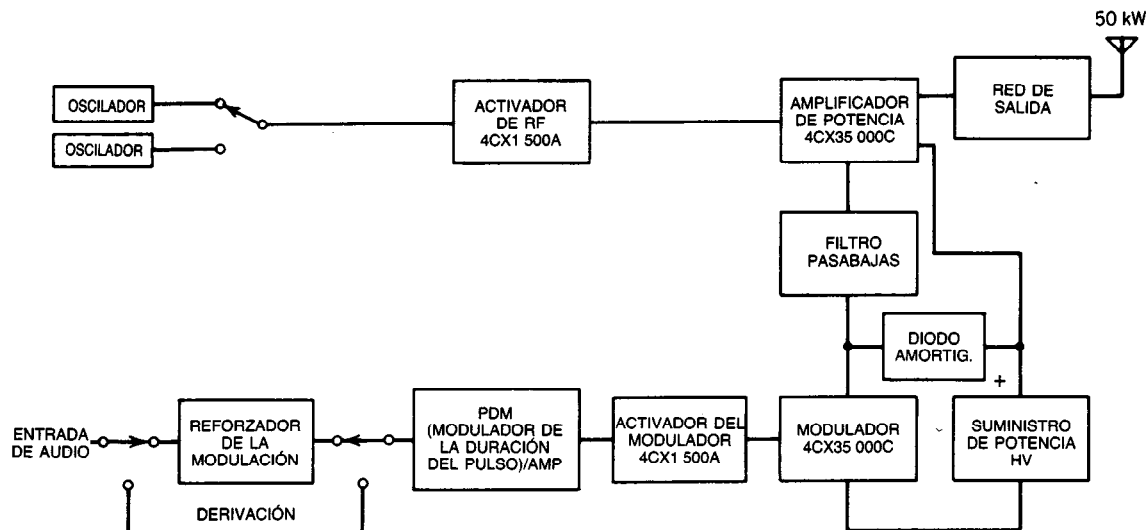 50 kW
OSCILADOR
OSCILADOR
ACTIVADOR
DE RF
4CX1 500A
AMPLIFICADOR
DE POTENCIA
4CX35 000C
RED DE
SALIDA
FILTRO
PASABAJAS
DIODO
AMORTIG.
+
ENTRADA
DE AUDIO
REFORZADOR
DE LA
MODULACIÓN
PDM
(MODULADOR DE
LA DURACIÓN
DEL PULSO)/AMP
ACTIVADOR DEL
MODULADOR
4CX1 500A
MODULADOR
4CX35 000C
SUMINISTRO
DE POTENCIA
HV
DERIVACIÓN